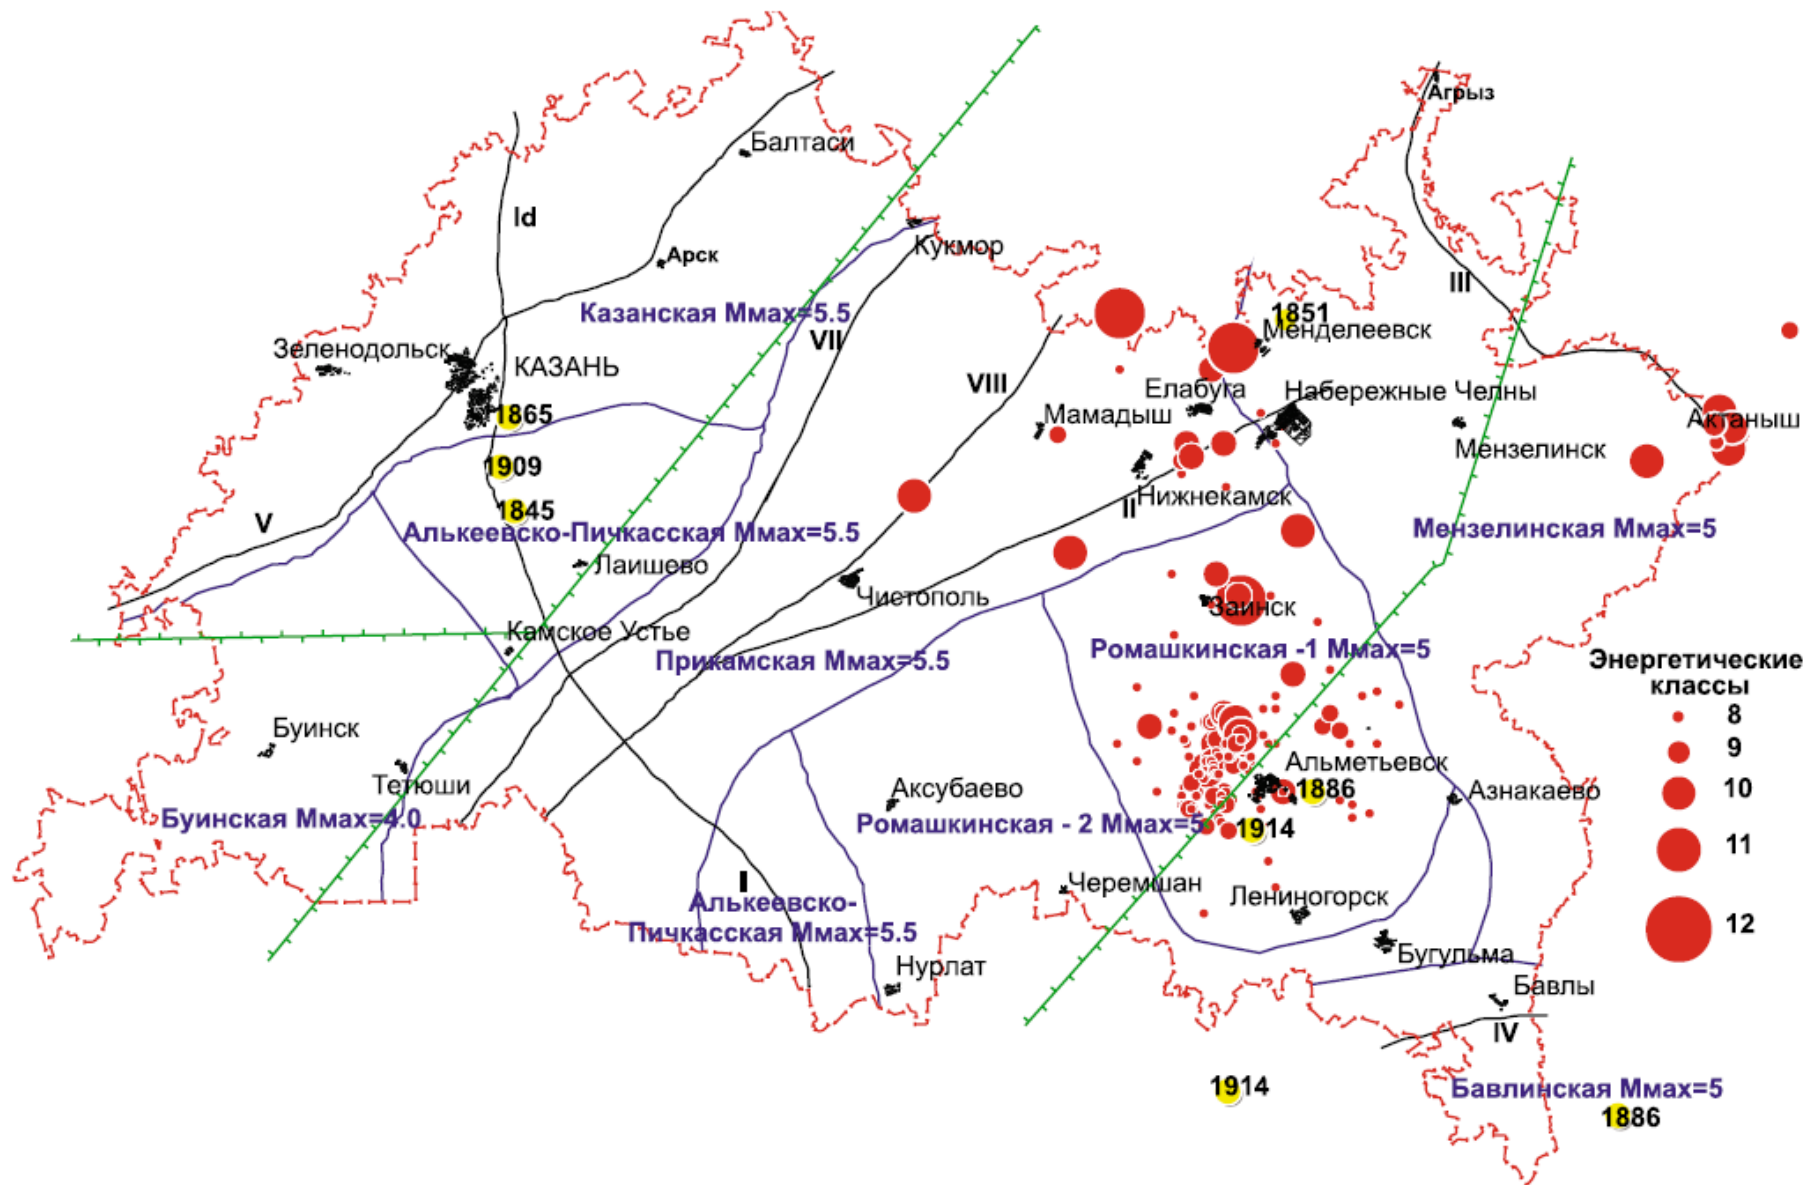 Агрыз
Балтаси
Id
Арск
Кукмор
III
Казанская Ммах=5.5
1851
Менделеевск
VII
Зеленодольск
КАЗАНЬ
VIII
Елабуга
Набережные Челны
1865
Мамадыш
Актаныш
Мензелинск
1909
Нижнекамск
1845
II
V
Алькеевско-Пичкасская Ммах=5.5
Мензелинская Ммах=5
Лаишево
Чистополь
Заинск
Камское Устье
Прикамская Ммах=5.5
Ромашкинская -1 Ммах=5
Энергетические
классы
8
9
10
11
12
Буинск
Тетюши
Альметьевск
1886
Азнакаево
Аксубаево
Буинская Ммах=4.0
Ромашкинская - 2 Ммах=5
1914
I
Черемшан
Лениногорск
Алькеевско-
Пичкасская Ммах=5.5
Бугульма
Нурлат
Бавлы
IV
1914
Бавлинская Ммах=5
1886